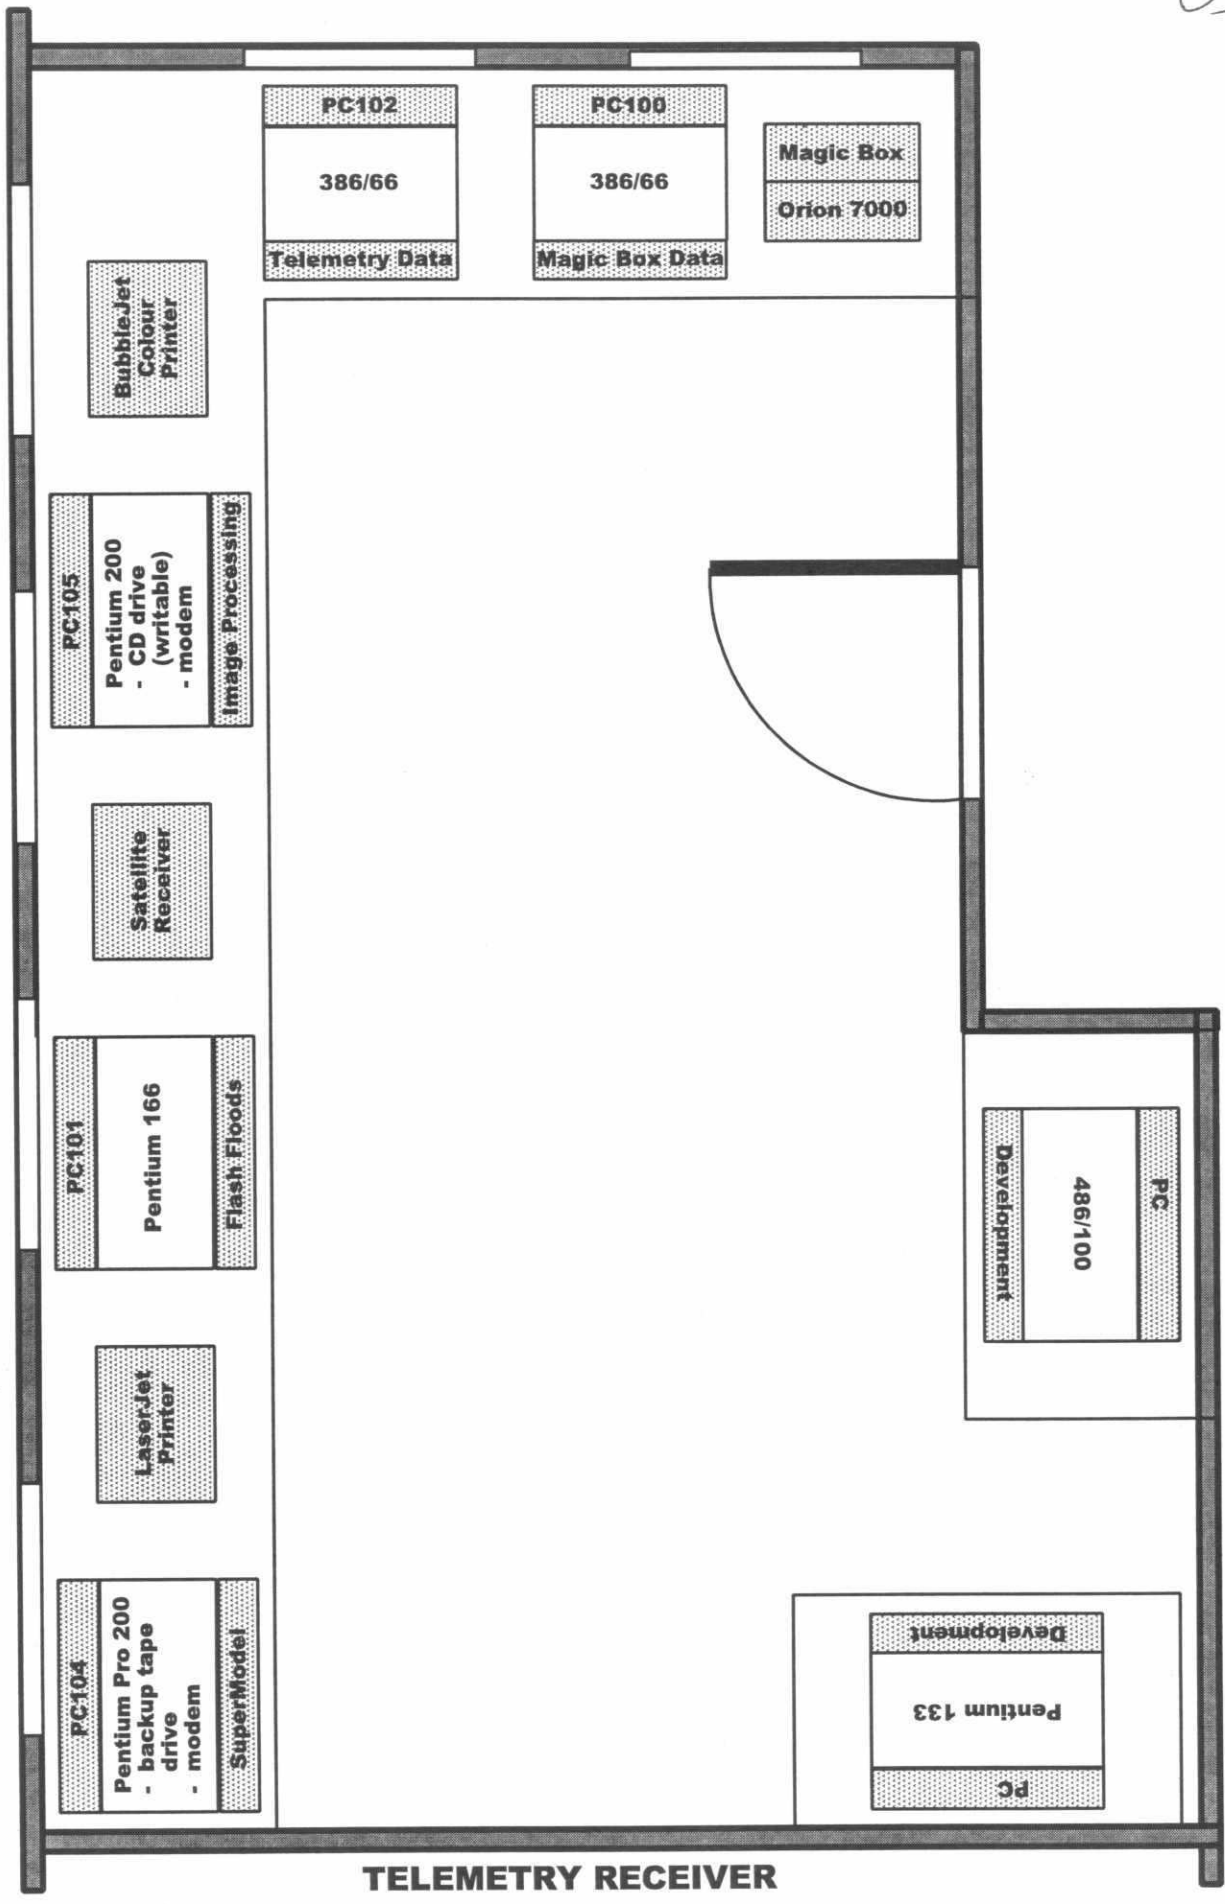 PC102
386/66
Telemetry Data
PC100
386/66
Magic Box Data
Magic Box
Orion 7000
BubbleJet
Colour
Printer
PC105
Pentium 200
- CD drive
(writable)
- modem
Image Processing
Satellite
Receiver
PC101
Pentium 166
Flash Floods
LaserJet
Printer
PC104
Pentium Pro 200
- backup tape
drive
- modem
SuperModel
PC
486/100
Development
PC
Pentium 133
Development
TELEMETRY RECEIVER